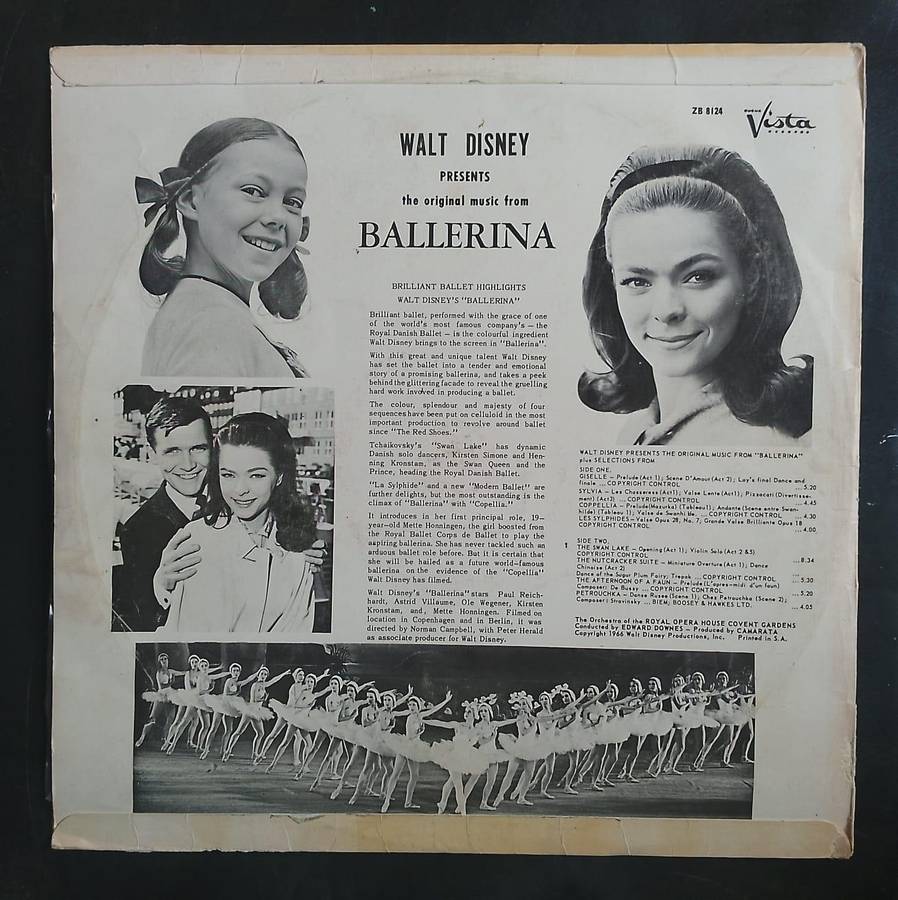 ZB 8124
BUENA
Vista
RECORDS
WALT DISNEY
PRESENTS
the original music from
BALLERINA
BRILLIANT BALLET HIGHLIGHTS
WALT DISNEY'S "BALLERINA"
Brilliant ballet, performed with the grace of one
of the world's most famous company's — the
Royal Danish Ballet — is the colourful ingredient
Walt Disney brings to the screen in "Ballerina".
With this great and unique talent Walt Disney
has set the ballet into a tender and emotional
story of a promising ballerina, and takes a peek
behind the glittering facade to reveal the gruelling
hard work involved in producing a ballet.
The colour, splendour and majesty of four
sequences have been put on celluloid in the most
important production to revolve around ballet
since "The Red Shoes."
Tchaikovsky's "Swan Lake" has dynamic
Danish solo dancers, Kirsten Simone and Hen-
ning Kronstam, as the Swan Queen and the
Prince, heading the Royal Danish Ballet.
"La Sylphide" and a new "Modern Ballet" are
further delights, but the most outstanding is the
climax of "Ballerina" with "Copellia."
It introduces in her first principal role, 19-
year-old Mette Honningen, the girl boosted from
the Royal Ballet Corps de Ballet to play the
aspiring ballerina. She has never tackled such an
arduous ballet role before. But it is certain that
she will be hailed as a future world-famous
ballerina on the evidence of the "Copellia"
Walt Disney has filmed.
Walt Disney's "Ballerina" stars Paul Reich-
hardt, Astrid Villaume, Ole Wegener, Kirsten
Kronstam, and, Mette Honningen. Filmed on
location in Copenhagen and in Berlin, it was
directed by Norman Campbell, with Peter Herald
as associate producer for Walt Disney.
WALT DISNEY PRESENTS THE ORIGINAL MUSIC FROM "BALLERINA"
plus SELECTIONS FROM
SIDE ONE.
GISELLE — Prelude (Act 1); Scene D'Amour (Act 2); Loy's final Dance and
finale ... COPYRIGHT CONTROL ...5.20
SYLVIA — Les Chasseress (Act1); Valse Lente (Act1); Pizzacati (Divertisse-
ment) (Act3) ... COPYRIGHT CONTROL ...4.45
COPPELIA — Prelude (Mazurka) (Tableau1); Andante (Scene entre Swan-
hilde) (Tableau 1); Valse de Swanhilde. ... COPYRIGHT CONTROL ...4.30
LES SYLPHIDES — Valse Opus 28, No. 7; Grande Valse Brilliante Opus 18
COPYRIGHT CONTROL ...4.00
SIDE TWO.
THE SWAN LAKE — Opening (Act 1); Violin Solo (Act 2 & 5)
COPYRIGHT CONTROL ...8.34
THE NUTCRACKER SUITE — Miniature Overture (Act 1); Dance
Chinoise (Act 2)
Dance of the Sugar Plum Fairy; Trepak ... COPYRIGHT CONTROL ...5.30
THE AFTERNOON OF A FAUN — Prelude (L'apres-midi d'un faun)
Composer: De Bussy ... COPYRIGHT CONTROL ...5.20
PETROUCHKA — Danse Rusee (Scene 1); Chez Petrouchka (Scene 2);
Composer: Stravinsky ... BIEM; BOOSEY & HAWKES LTD. ...4.05
The Orchestra of the ROYAL OPERA HOUSE COVENT GARDENS
Conducted by EDWARD DOWNES — Produced by CAMARATA
Copyright 1966 Walt Disney Productions, Inc. Printed in S.A.